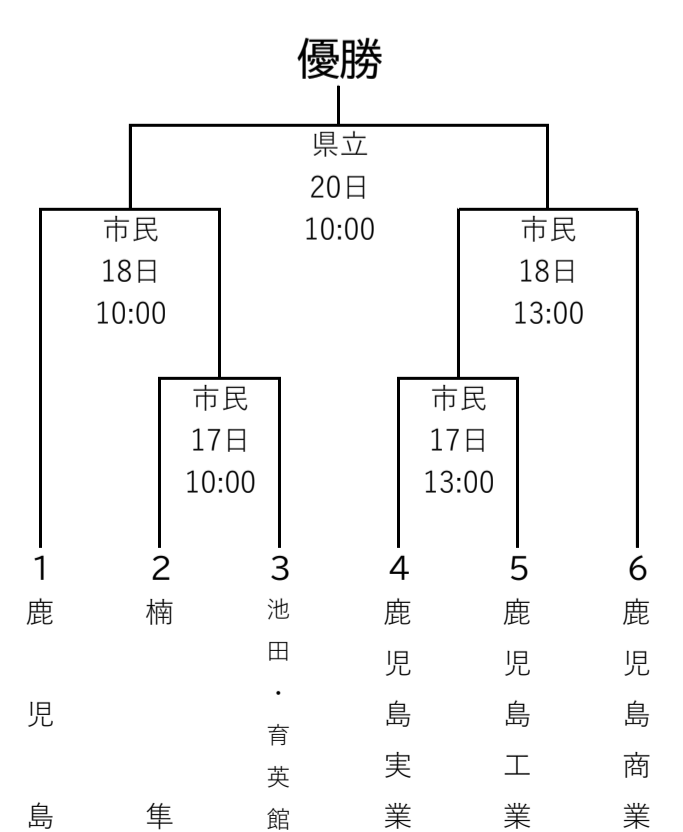 優勝
県立
20日
10:00
市民
18日
10:00
市民
18日
13:00
市民
17日
10:00
市民
17日
13:00
1
鹿児島
2
楠隼
3
池田・育英館
4
鹿児島実業
5
鹿児島工業
6
鹿児島商業